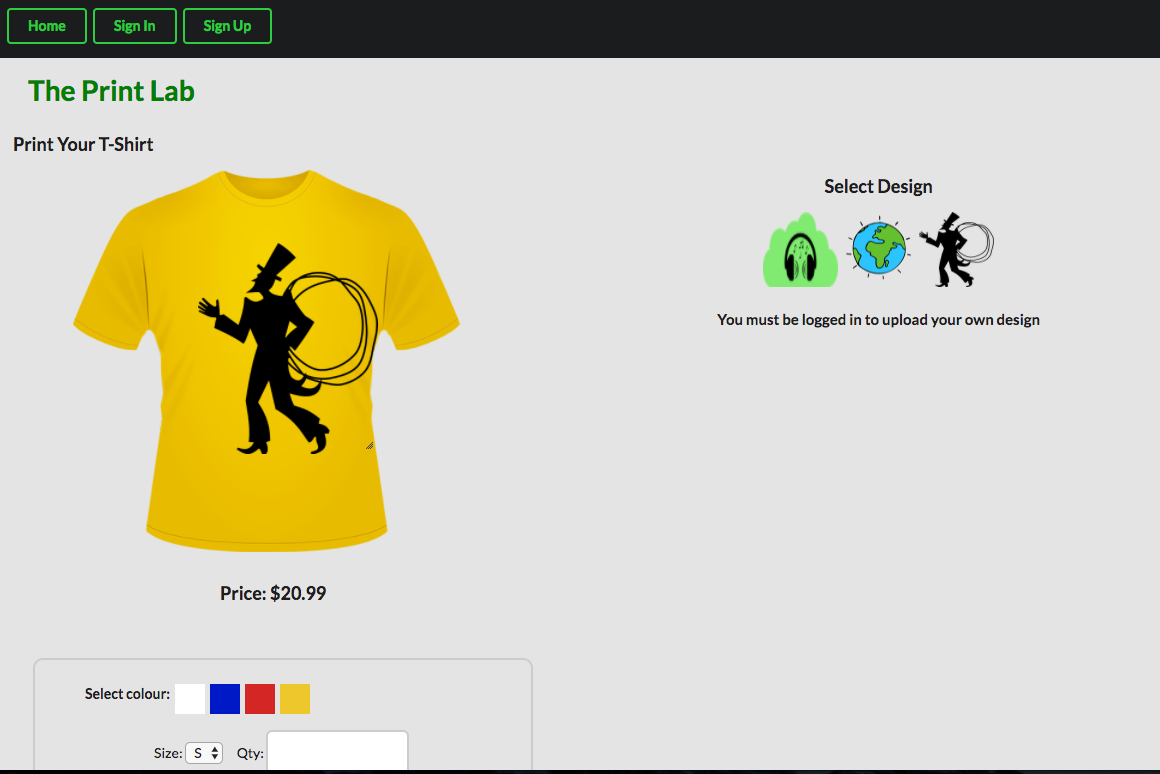 Home Sign In Sign Up
The Print Lab
Print Your T-Shirt
Select Design
You must be logged in to upload your own design
Price: $20.99
Select colour:
Size: S Qty: